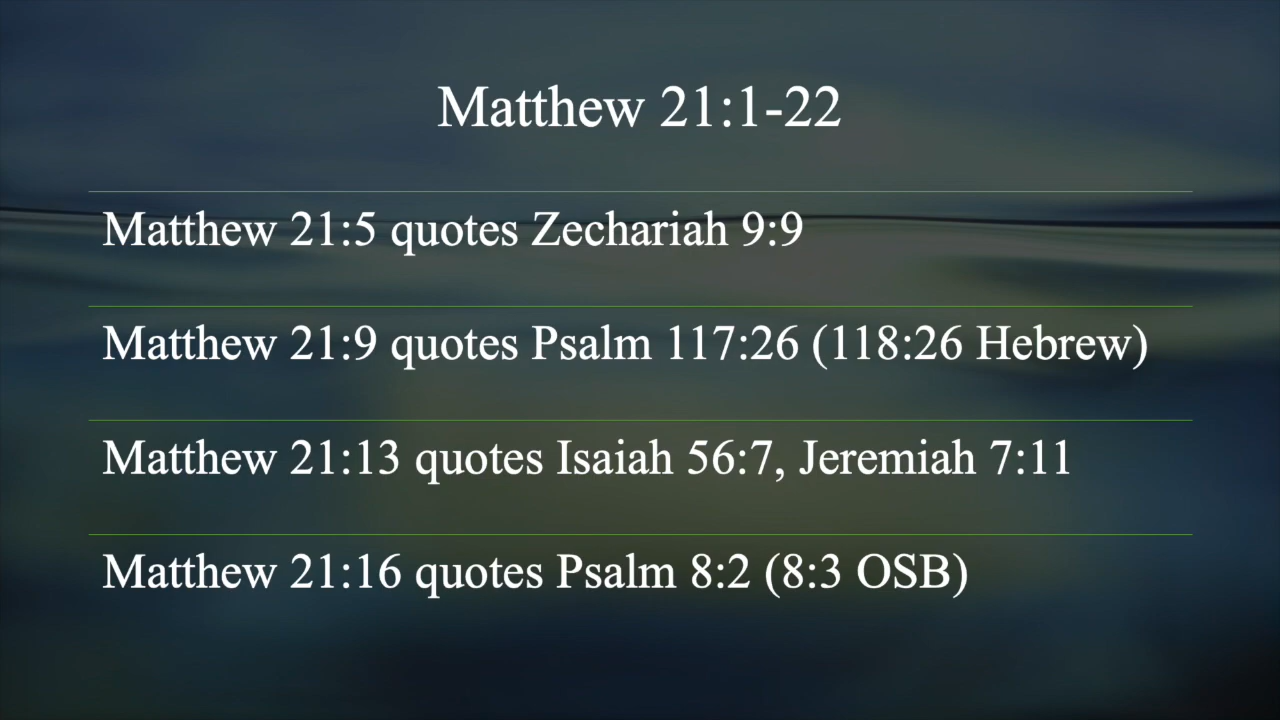 Matthew 21:1-22
Matthew 21:5 quotes Zechariah 9:9
Matthew 21:9 quotes Psalm 117:26 (118:26 Hebrew)
Matthew 21:13 quotes Isaiah 56:7, Jeremiah 7:11
Matthew 21:16 quotes Psalm 8:2 (8:3 OSB)